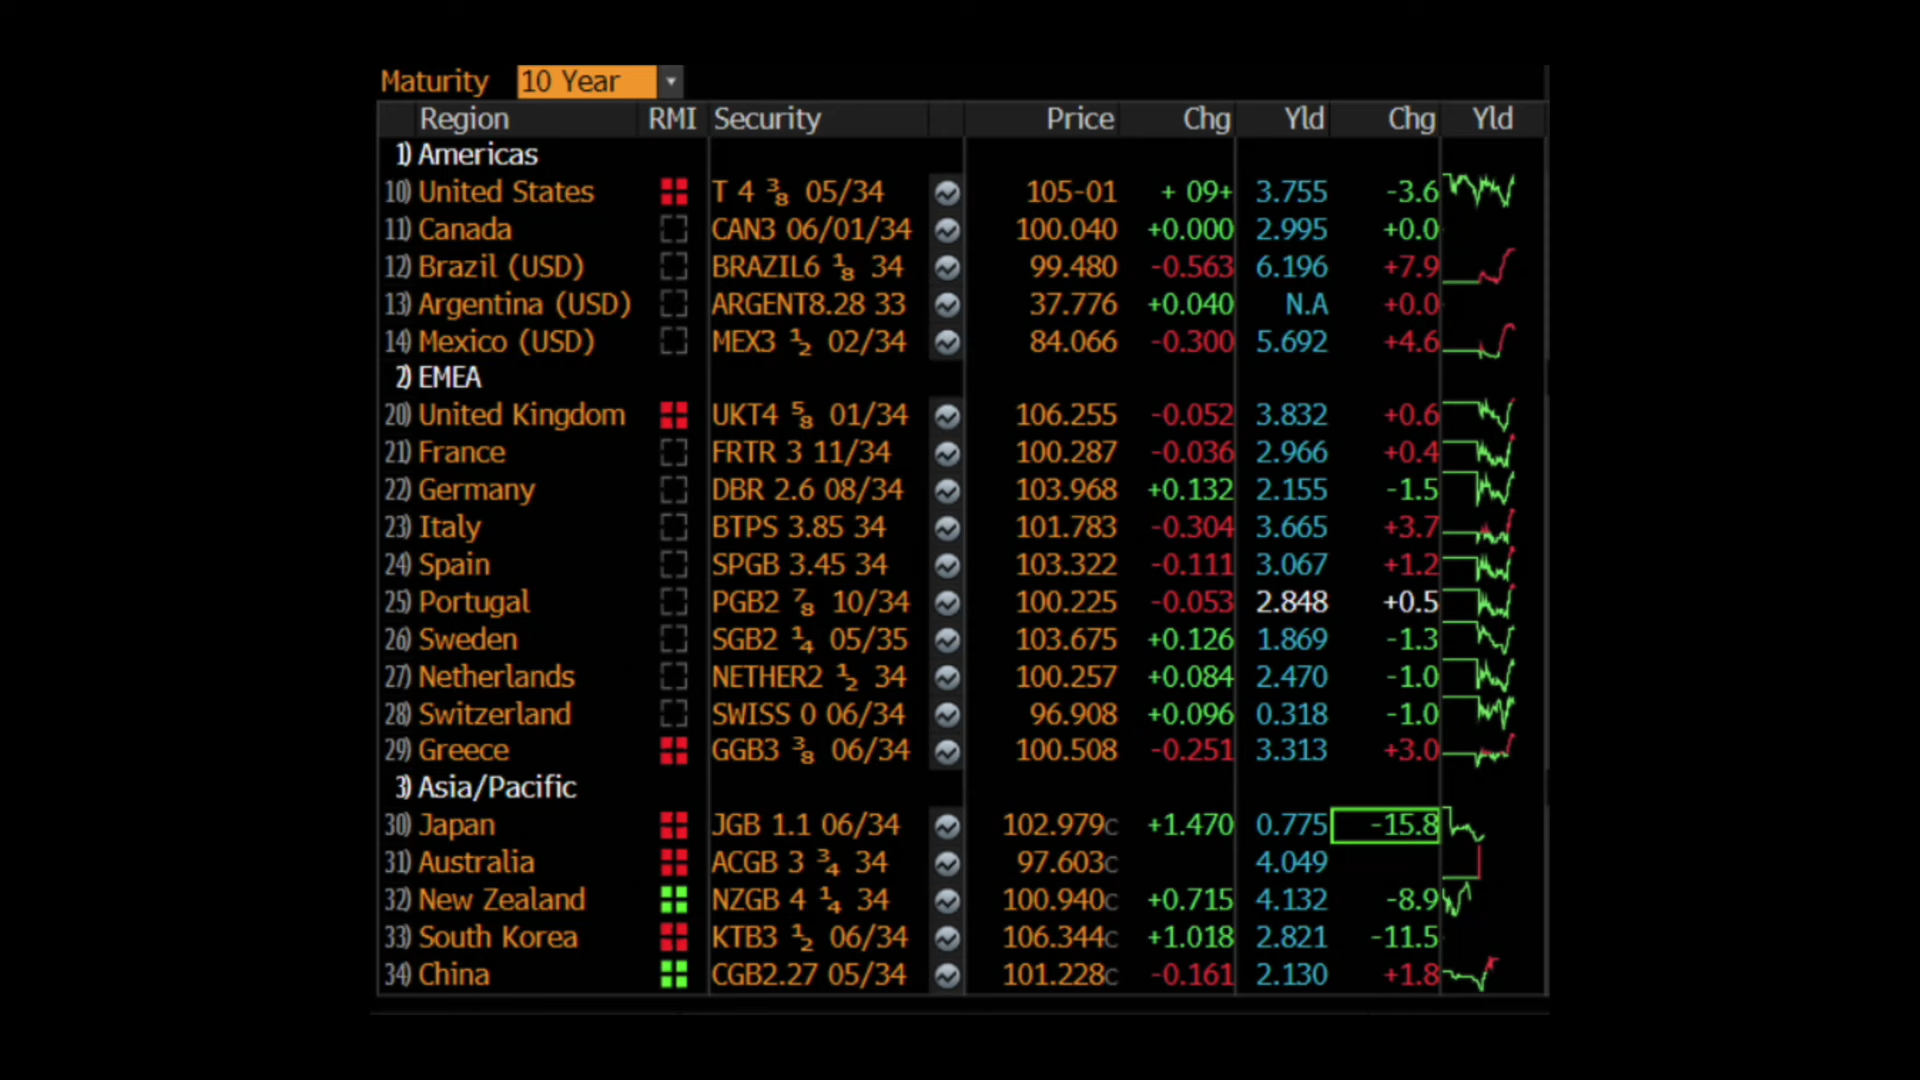 Maturity 10 Year
Region RMI Security Price Chg Yld Chg Yld
1) Americas
10) United States T 4 ⅜ 05/34 105-01 + 09+ 3.755 -3.6
11) Canada CAN3 06/01/34 100.040 +0.000 2.995 +0.0
12) Brazil (USD) BRAZIL6 ⅛ 34 99.480 -0.563 6.196 +7.9
13) Argentina (USD) ARGENT8.28 33 37.776 +0.040 N.A +0.0
14) Mexico (USD) MEX3 ½ 02/34 84.066 -0.300 5.692 +4.6
2) EMEA
20) United Kingdom UKT4 ⅝ 01/34 106.255 -0.052 3.832 +0.6
21) France FRTR 3 11/34 100.287 -0.036 2.966 +0.4
22) Germany DBR 2.6 08/34 103.968 +0.132 2.155 -1.5
23) Italy BTPS 3.85 34 101.783 -0.304 3.665 +3.7
24) Spain SPGB 3.45 34 103.322 -0.111 3.067 +1.2
25) Portugal PGB2 ⅞ 10/34 100.225 -0.053 2.848 +0.5
26) Sweden SGB2 ¼ 05/35 103.675 +0.126 1.869 -1.3
27) Netherlands NETHER2 ½ 34 100.257 +0.084 2.470 -1.0
28) Switzerland SWISS 0 06/34 96.908 +0.096 0.318 -1.0
29) Greece GGB3 ⅜ 06/34 100.508 -0.251 3.313 +3.0
3) Asia/Pacific
30) Japan JGB 1.1 06/34 102.979c +1.470 0.775 -15.8
31) Australia ACGB 3 ¾ 34 97.603c 4.049
32) New Zealand NZGB 4 ¼ 34 100.940c +0.715 4.132 -8.9
33) South Korea KTB3 ½ 06/34 106.344c +1.018 2.821 -11.5
34) China CGB2.27 05/34 101.228c -0.161 2.130 +1.8